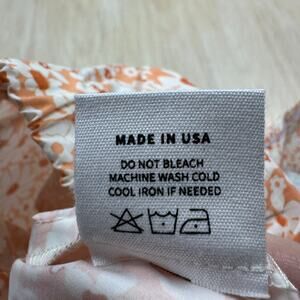 MADE IN USA
DO NOT BLEACH
MACHINE WASH COLD
COOL IRON IF NEEDED